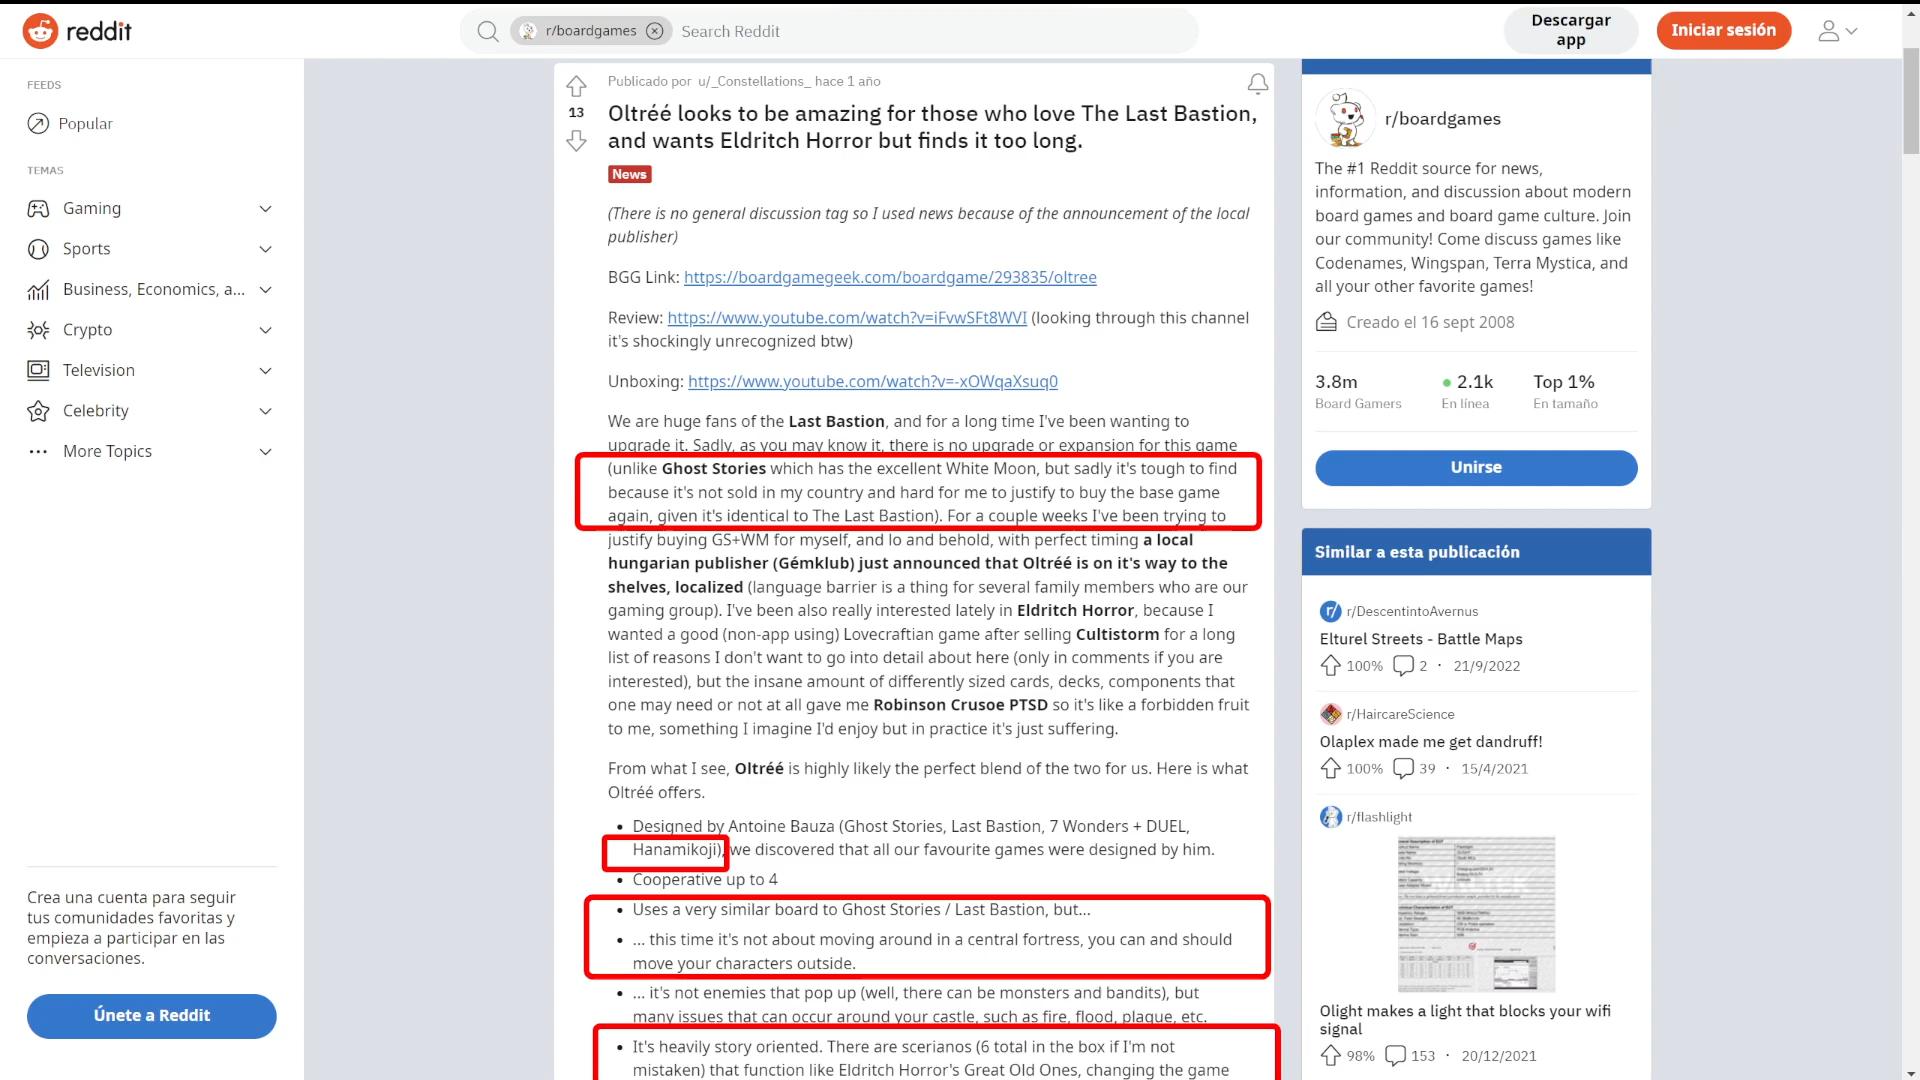 reddit
r/boardgames
Search Reddit
Descargar
app
Iniciar sesión
FEEDS
Popular
TEMAS
Gaming
Sports
Business, Economics, a...
Crypto
Television
Celebrity
More Topics
Crea una cuenta para seguir
tus comunidades favoritas y
empieza a participar en las
conversaciones.
Únete a Reddit
13
Publicado por u/_Constellations_ hace 1 año
Oltréé looks to be amazing for those who love The Last Bastion,
and wants Eldritch Horror but finds it too long.
News
(There is no general discussion tag so I used news because of the announcement of the local
publisher)
BGG Link: https://boardgamegeek.com/boardgame/293835/oltree
Review: https://www.youtube.com/watch?v=iFvwSFt8WVI (looking through this channel
it's shockingly unrecognized btw)
Unboxing: https://www.youtube.com/watch?v=-xOWqaXsuq0
We are huge fans of the Last Bastion, and for a long time I've been wanting to
upgrade it. Sadly, as you may know it, there is no upgrade or expansion for this game
(unlike Ghost Stories which has the excellent White Moon, but sadly it's tough to find
because it's not sold in my country and hard for me to justify to buy the base game
again, given it's identical to The Last Bastion). For a couple weeks I've been trying to
justify buying GS+WM for myself, and lo and behold, with perfect timing a local
hungarian publisher (Gémklub) just announced that Oltréé is on it's way to the
shelves, localized (language barrier is a thing for several family members who are our
gaming group). I've been also really interested lately in Eldritch Horror, because I
wanted a good (non-app using) Lovecraftian game after selling Cultistorm for a long
list of reasons I don't want to go into detail about here (only in comments if you are
interested), but the insane amount of differently sized cards, decks, components that
one may need or not at all gave me Robinson Crusoe PTSD so it's like a forbidden fruit
to me, something I imagine I'd enjoy but in practice it's just suffering.
From what I see, Oltréé is highly likely the perfect blend of the two for us. Here is what
Oltréé offers.
• Designed by Antoine Bauza (Ghost Stories, Last Bastion, 7 Wonders + DUEL,
Hanamikoji), we discovered that all our favourite games were designed by him.
• Cooperative up to 4
• Uses a very similar board to Ghost Stories / Last Bastion, but...
• ... this time it's not about moving around in a central fortress, you can and should
move your characters outside.
• ... it's not enemies that pop up (well, there can be monsters and bandits), but
many issues that can occur around your castle, such as fire, flood, plague, etc.
• It's heavily story oriented. There are scerianos (6 total in the box if I'm not
mistaken) that function like Eldritch Horror's Great Old Ones, changing the game
r/boardgames
The #1 Reddit source for news,
information, and discussion about modern
board games and board game culture. Join
our community! Come discuss games like
Codenames, Wingspan, Terra Mystica, and
all your other favorite games!
Creado el 16 sept 2008
3.8m 2.1k Top 1%
Board Gamers En línea En tamaño
Unirse
Similar a esta publicación
r/DescentintoAvernus
Elturel Streets - Battle Maps
100% 2 · 21/9/2022
r/HaircareScience
Olaplex made me get dandruff!
100% 39 · 15/4/2021
r/flashlight
Olight makes a light that blocks your wifi
signal
98% 153 · 20/12/2021